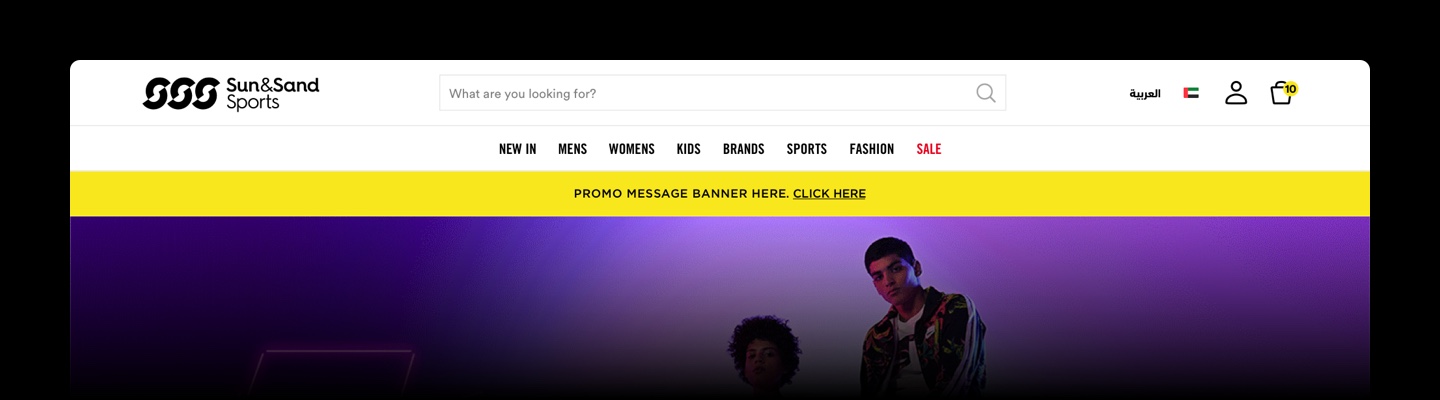 SSS Sun&Sand
Sports
What are you looking for?
العربية
10
NEW IN MENS WOMENS KIDS BRANDS SPORTS FASHION SALE
PROMO MESSAGE BANNER HERE. CLICK HERE